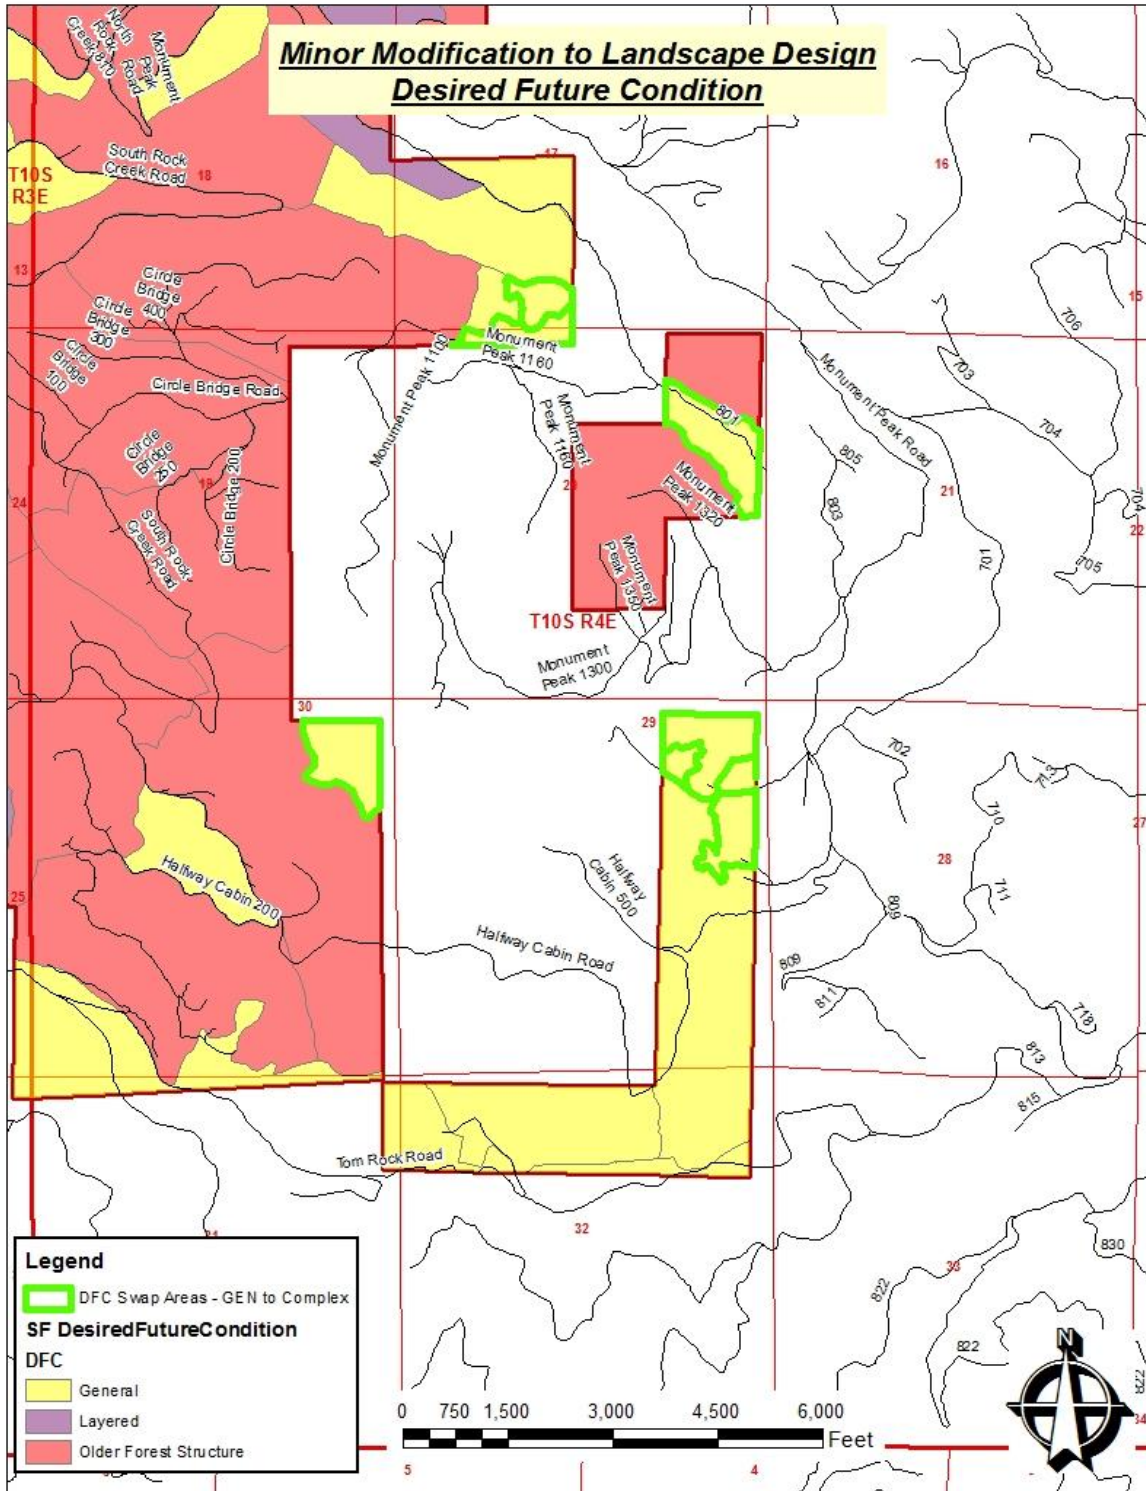 Minor Modification to Landscape Design
Desired Future Condition
North
Rock
Creek 810
Road
Monument
Peak
South Rock
Creek Road
18
17
16
T10S
R3E
13
15
Circle
Bridge
400
Circle
Bridge
300
Circle
Bridge
100
Monument
Peak 1160
Monument Peak 1100
Circle Bridge Road
706
703
Monument Peak Road
801
704
Monument
Peak 1160
Circle
Bridge
250
19
Circle Bridge 200
805
Monument
Peak 1320
21
803
704
22
24
South Rock
Creek Road
701
705
Monument
Peak 1350
T10S R4E
Monument
Peak 1300
30
29
702
713
710
27
28
Halfway Cabin 200
Halfway
Cabin 500
711
25
809
Halfway Cabin Road
809
811
718
813
815
Tom Rock Road
32
830
33
822
822
Legend
DFC Swap Areas - GEN to Complex
SF DesiredFutureCondition
DFC
General
Layered
Older Forest Structure
0 750 1,500 3,000 4,500 6,000
Feet
N
34
5
4